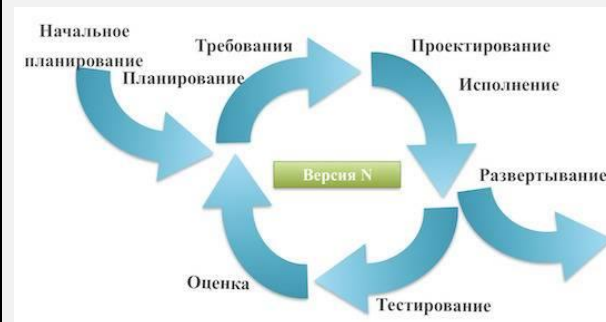 Начальное
планирование
Требования
Планирование
Проектирование
Исполнение
Версия N
Развертывание
Оценка
Тестирование